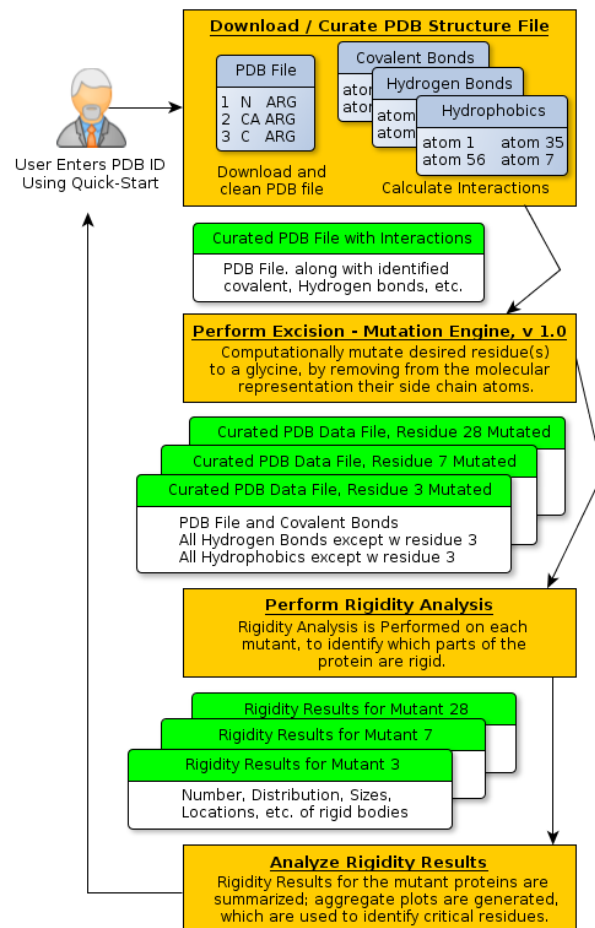 Download / Curate PDB Structure File
PDB File
1 N ARG
2 CA ARG
3 C ARG
Covalent Bonds
atom
atom
Hydrogen Bonds
atom
atom
Hydrophobics
atom 1 atom 35
atom 56 atom 7
Download and
clean PDB file
Calculate Interactions
User Enters PDB ID
Using Quick-Start
Curated PDB File with Interactions
PDB File. along with identified
covalent, Hydrogen bonds, etc.
Perform Excision - Mutation Engine, v 1.0
Computationally mutate desired residue(s)
to a glycine, by removing from the molecular
representation their side chain atoms.
Curated PDB Data File, Residue 28 Mutated
Curated PDB Data File, Residue 7 Mutated
Curated PDB Data File, Residue 3 Mutated
PDB File and Covalent Bonds
All Hydrogen Bonds except w residue 3
All Hydrophobics except w residue 3
Perform Rigidity Analysis
Rigidity Analysis is Performed on each
mutant, to identify which parts of the
protein are rigid.
Rigidity Results for Mutant 28
Rigidity Results for Mutant 7
Rigidity Results for Mutant 3
Number, Distribution, Sizes,
Locations, etc. of rigid bodies
Analyze Rigidity Results
Rigidity Results for the mutant proteins are
summarized; aggregate plots are generated,
which are used to identify critical residues.